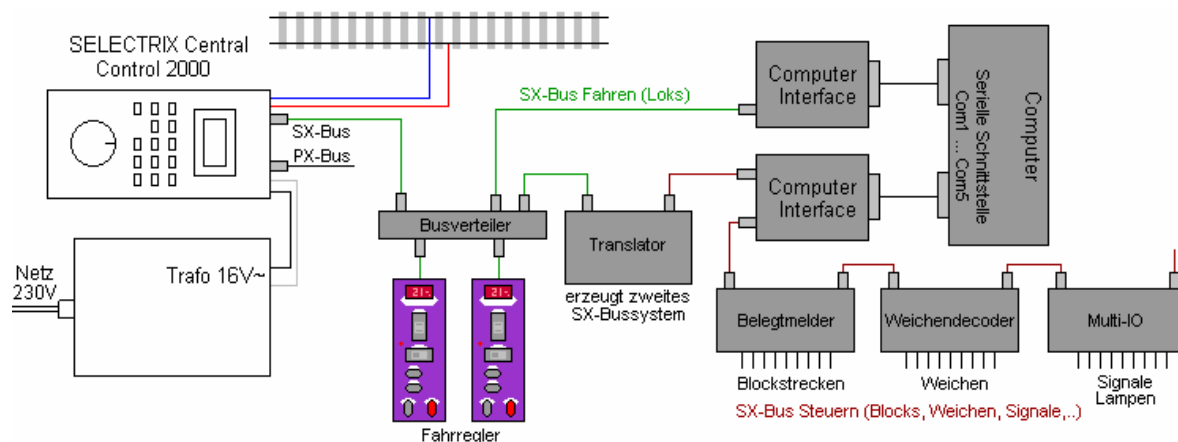 SELECTRIX Central
Control 2000
SX-Bus
PX-Bus
Netz
230V
Trafo 16V~
SX-Bus Fahren (Loks)
Busverteiler
21-
21-
Fahrregler
Translator
erzeugt zweites
SX-Bussystem
Computer
Interface
Computer
Interface
Serielle Schnittstelle
Com1 ... Com5
Computer
Belegtmelder
Weichendecoder
Multi-IO
Blockstrecken
Weichen
Signale
Lampen
SX-Bus Steuern (Blocks, Weichen, Signale,..)